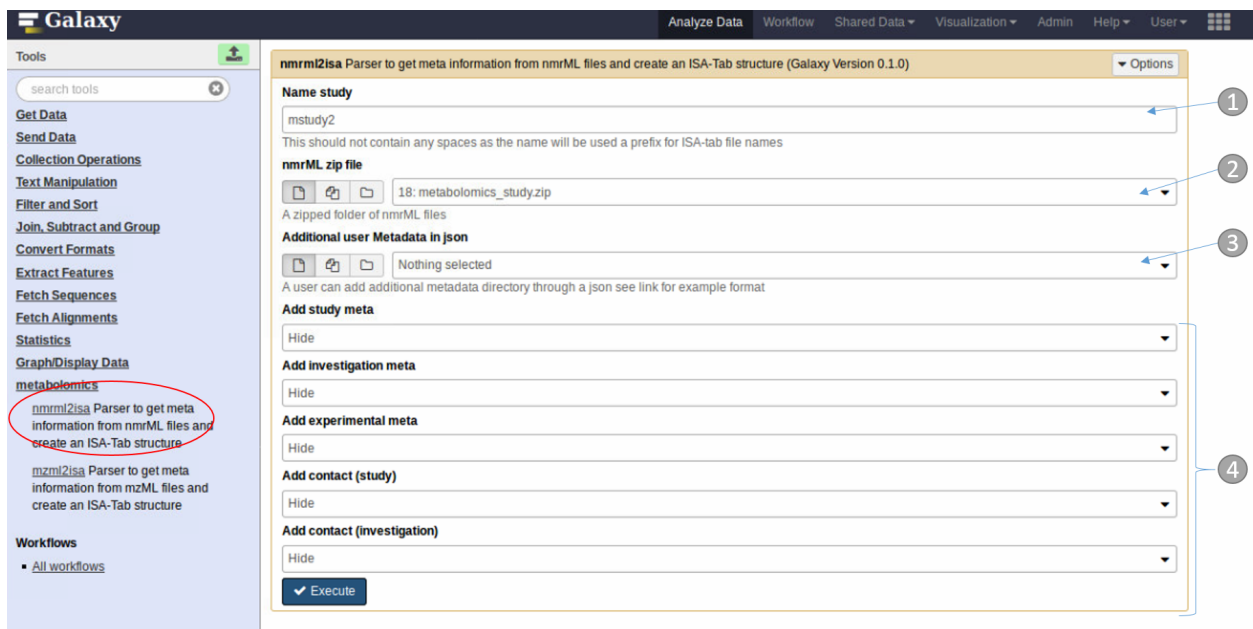 Galaxy
Analyze Data Workflow Shared Data Visualization Admin Help User
Tools
search tools
Get Data
Send Data
Collection Operations
Text Manipulation
Filter and Sort
Join, Subtract and Group
Convert Formats
Extract Features
Fetch Sequences
Fetch Alignments
Statistics
Graph/Display Data
metabolomics
nmrml2isa Parser to get meta
information from nmrML files and
create an ISA-Tab structure
mzml2isa Parser to get meta
information from mzML files and
create an ISA-Tab structure
Workflows
All workflows
nmrml2isa Parser to get meta information from nmrML files and create an ISA-Tab structure (Galaxy Version 0.1.0)
Options
Name study
mstudy2
This should not contain any spaces as the name will be used a prefix for ISA-tab file names
nmrML zip file
18: metabolomics_study.zip
A zipped folder of nmrML files
Additional user Metadata in json
Nothing selected
A user can add additional metadata directory through a json see link for example format
Add study meta
Hide
Add investigation meta
Hide
Add experimental meta
Hide
Add contact (study)
Hide
Add contact (investigation)
Hide
Execute
1
2
3
4